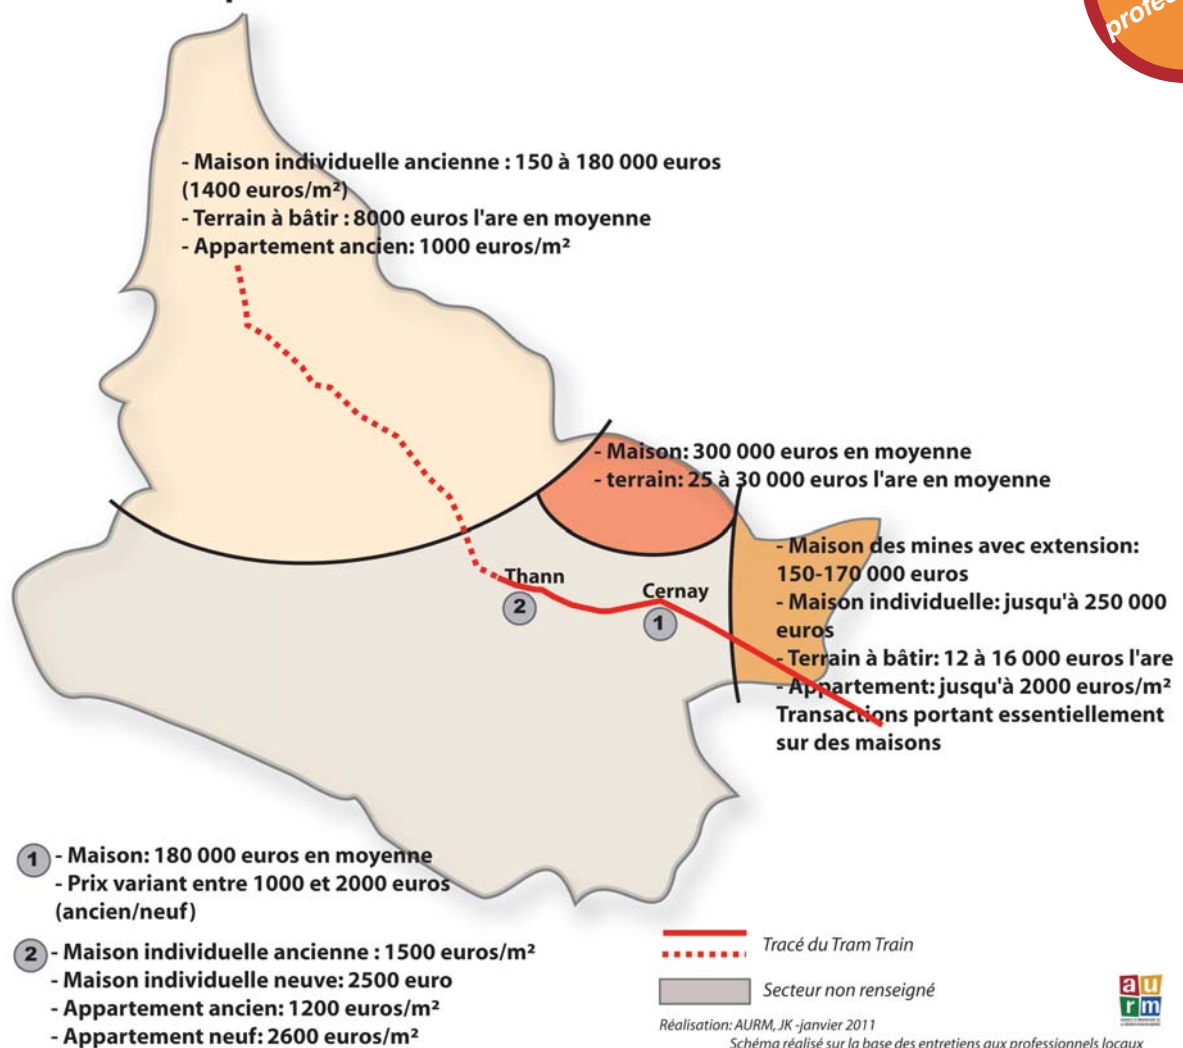 - Maison individuelle ancienne : 150 à 180 000 euros
(1400 euros/m²)
- Terrain à bâtir : 8000 euros l'are en moyenne
- Appartement ancien: 1000 euros/m²
- Maison: 300 000 euros en moyenne
- terrain: 25 à 30 000 euros l'are en moyenne
- Maison des mines avec extension:
150-170 000 euros
- Maison individuelle: jusqu'à 250 000
euros
- Terrain à bâtir: 12 à 16 000 euros l'are
- Appartement: jusqu'à 2000 euros/m²
Transactions portant essentiellement
sur des maisons
Thann
2
Cernay
1
1 - Maison: 180 000 euros en moyenne
- Prix variant entre 1000 et 2000 euros
(ancien/neuf)
2 - Maison individuelle ancienne : 1500 euros/m²
- Maison individuelle neuve: 2500 euro
- Appartement ancien: 1200 euros/m²
- Appartement neuf: 2600 euros/m²
Tracé du Tram Train
Secteur non renseigné
Réalisation: AURM, JK -janvier 2011
Schéma réalisé sur la base des entretiens aux professionnels locaux
au
rm